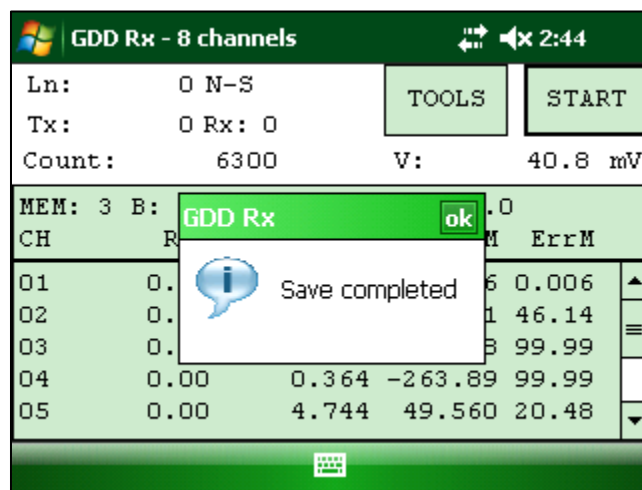 GDD Rx - 8 channels 2:44
Ln: 0 N-S TOOLS START
Tx: 0 Rx: 0
Count: 6300 V: 40.8 mV
MEM: 3 B: .0
CH R M ErrM
GDD Rx ok
Save completed
01 0. 6 0.006
02 0. 1 46.14
03 0. 8 99.99
04 0.00 0.364 -263.89 99.99
05 0.00 4.744 49.560 20.48